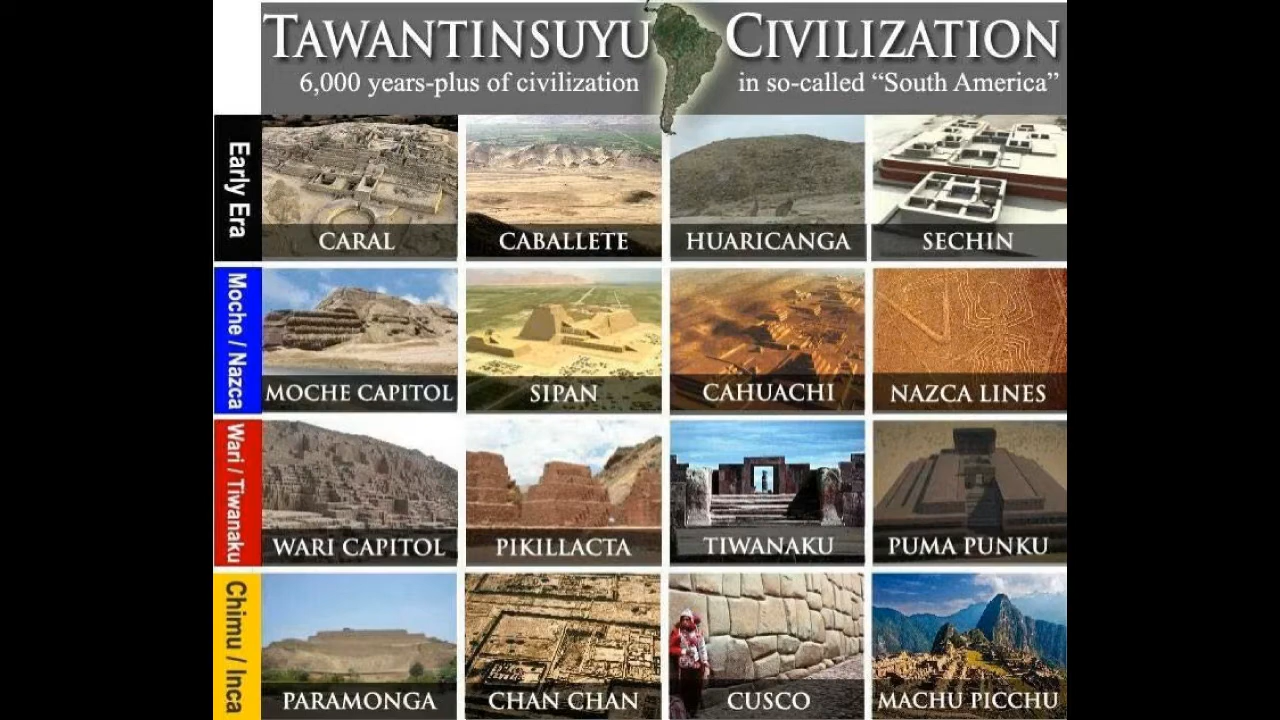 TAWANTINSUYU CIVILIZATION
6,000 years-plus of civilization in so-called “South America”
Early Era
CARAL
CABALLETE
HUARICANGA
SECHIN
Moche / Nazca
MOCHE CAPITOL
SIPAN
CAHUACHI
NAZCA LINES
Wari / Tiwanaku
WARI CAPITOL
PIKILLACTA
TIWANAKU
PUMA PUNKU
Chimu / Inca
PARAMONGA
CHAN CHAN
CUSCO
MACHU PICCHU